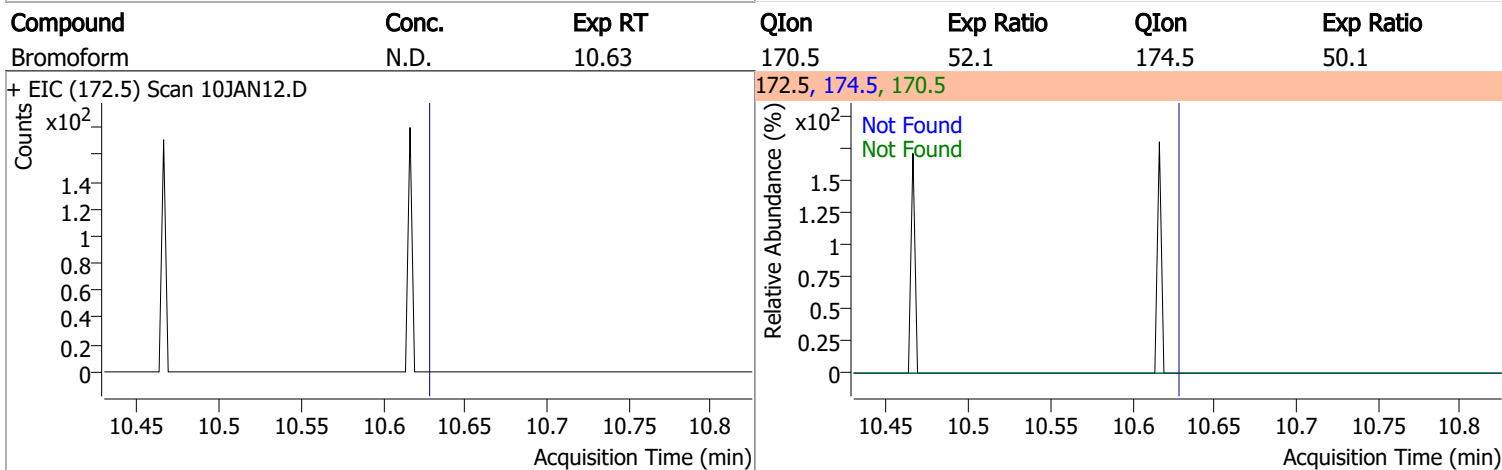 Compound Conc. Exp RT QIon Exp Ratio QIon Exp Ratio
Bromoform N.D. 10.63 170.5 52.1 174.5 50.1
+ EIC (172.5) Scan 10JAN12.D
Counts
x10²
1.4
1.2
1
0.8
0.6
0.4
0.2
0
10.45 10.5 10.55 10.6 10.65 10.7 10.75 10.8
Acquisition Time (min)
172.5, 174.5, 170.5
Relative Abundance (%)
x10²
Not Found
Not Found
1.5
1.25
1
0.75
0.5
0.25
0
10.45 10.5 10.55 10.6 10.65 10.7 10.75 10.8
Acquisition Time (min)